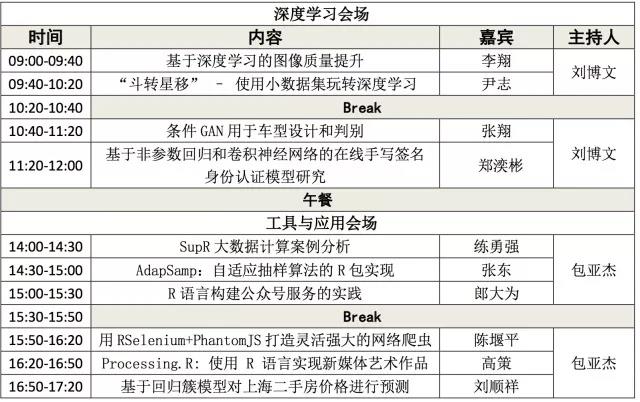 深度学习会场
时间 内容 嘉宾 主持人
09:00-09:40 基于深度学习的图像质量提升 李翔 刘博文
09:40-10:20 “斗转星移” – 使用小数据集玩转深度学习 尹志
10:20-10:40 Break
10:40-11:20 条件 GAN 用于车型设计和判别 张翔 刘博文
11:20-12:00 基于非参数回归和卷积神经网络的在线手写签名
身份认证模型研究 郑渎彬
午餐
工具与应用会场
14:00-14:30 SupR 大数据计算案例分析 练勇强 包亚杰
14:30-15:00 AdapSamp: 自适应抽样算法的 R 包实现 张东
15:00-15:30 R 语言构建公众号服务的实践 郎大为
15:30-15:50 Break
15:50-16:20 用 RSelenium+PhantomJS 打造灵活强大的网络爬虫 陈堰平 包亚杰
16:20-16:50 Processing.R: 使用 R 语言实现新媒体艺术作品 高策
16:50-17:20 基于回归簇模型对上海二手房价格进行预测 刘顺祥